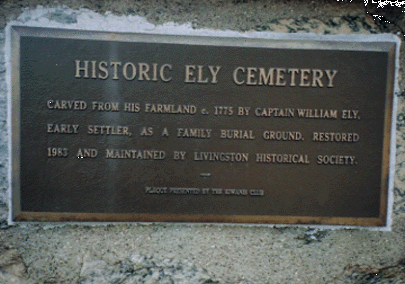 HISTORIC ELY CEMETERY
CARVED FROM HIS FARMLAND c. 1775 BY CAPTAIN WILLIAM ELY,
EARLY SETTLER, AS A FAMILY BURIAL GROUND. RESTORED
1983 AND MAINTAINED BY LIVINGSTON HISTORICAL SOCIETY.
PLAQUE PRESENTED BY THE KIWANIS CLUB